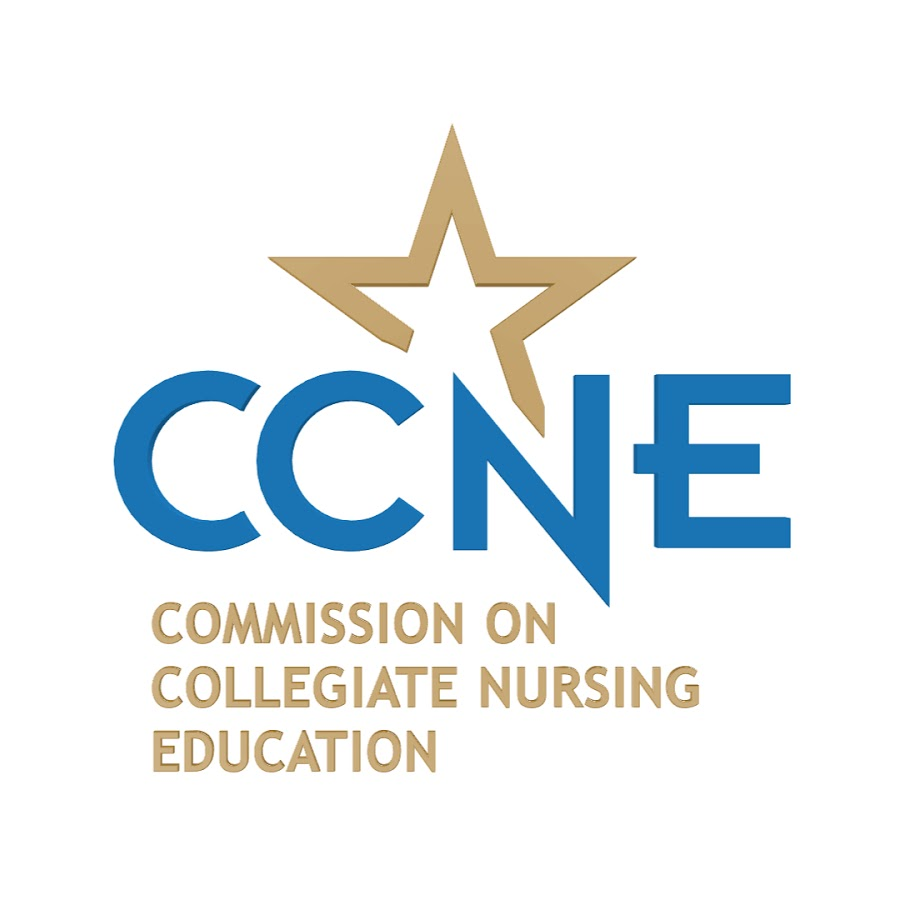 CCNE
COMMISSION ON
COLLEGIATE NURSING
EDUCATION